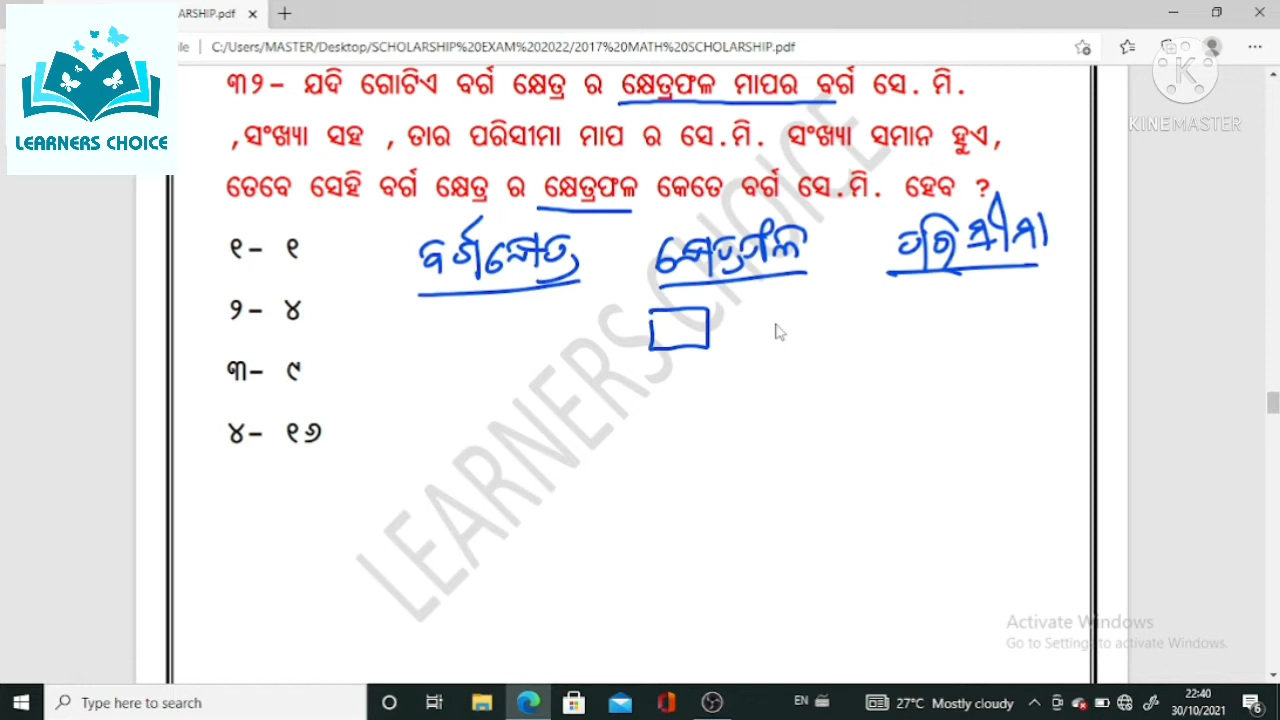 OLARSHIP.pdf
ile C:/Users/MASTER/Desktop/SCHOLARSHIP%20EXAM%202022/2017%20MATH%20SCHOLARSHIP.pdf
LEARNERS CHOICE
K
KINEMASTER
୩୨- ଯଦି ଗୋଟିଏ ବର୍ଗ କ୍ଷେତ୍ର ର କ୍ଷେତ୍ରଫଳ ମାପର ବର୍ଗ ସେ.ମି.
,ସଂଖ୍ୟା ସହ ,ତାର ପରିସୀମା ମାପ ର ସେ.ମି. ସଂଖ୍ୟା ସମାନ ହୁଏ,
ତେବେ ସେହି ବର୍ଗ କ୍ଷେତ୍ର ର କ୍ଷେତ୍ରଫଳ କେତେ ବର୍ଗ ସେ.ମି. ହେବ ?
ବର୍ଗକ୍ଷେତ୍ର କ୍ଷେତ୍ରଫଳ ପରିସୀମା
୧- ୧
୨- ୪
୩- ୯
୪- ୧୬
LEARNERS CHOICE
Activate Windows
Go to Settings to activate Windows.
Type here to search
EN
27°C Mostly cloudy
22:40
30/10/2021
6